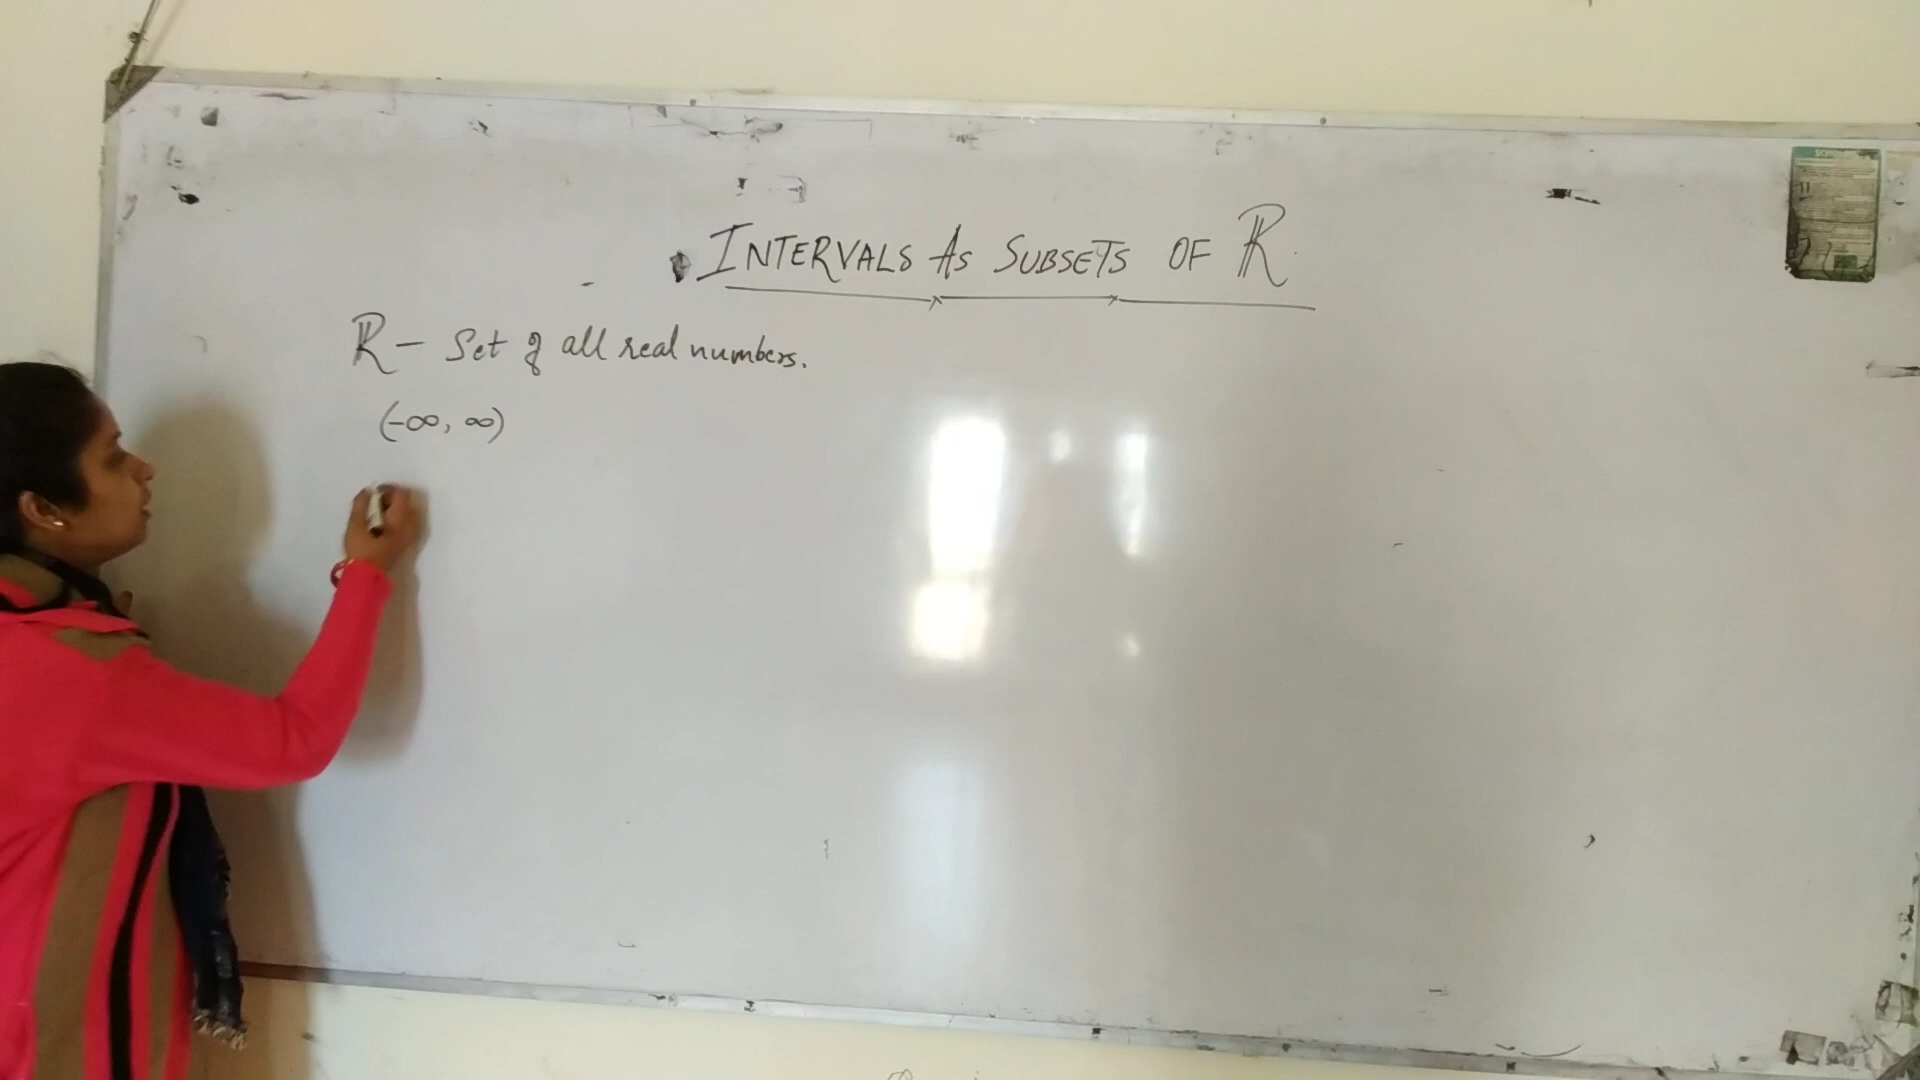 INTERVALS AS SUBSETS OF ℝ.
ℝ – Set of all real numbers.
(-∞, ∞)